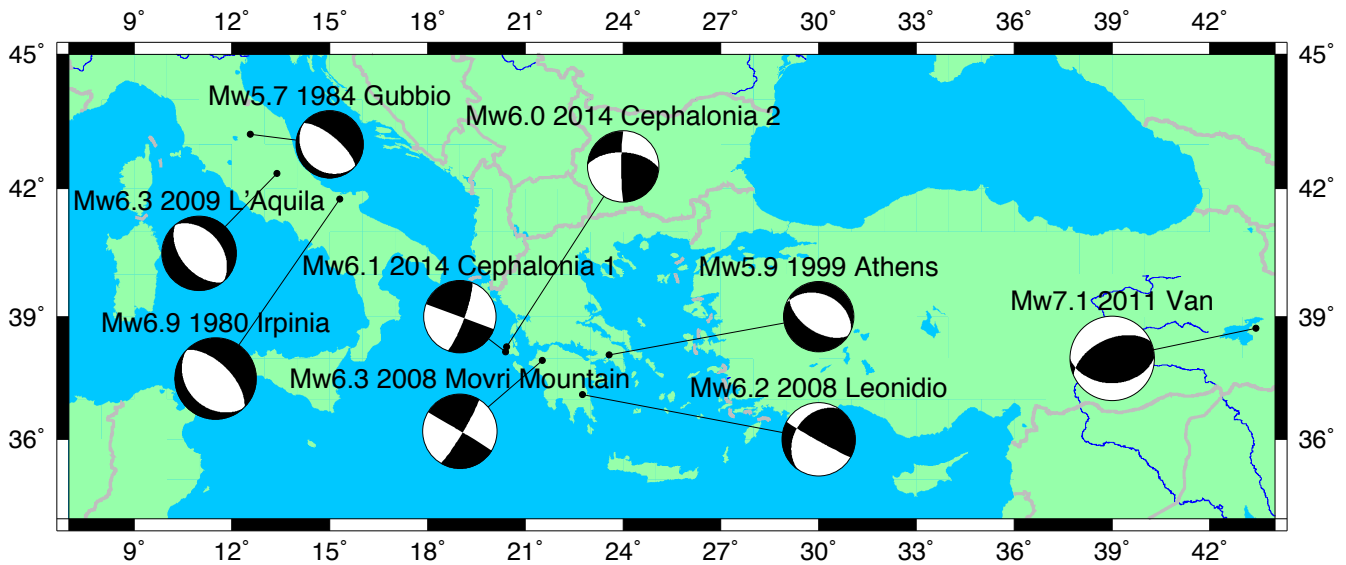 9° 12° 15° 18° 21° 24° 27° 30° 33° 36° 39° 42°
45° 45°
Mw5.7 1984 Gubbio
Mw6.0 2014 Cephalonia 2
42° 42°
Mw6.3 2009 L'Aquila
Mw6.1 2014 Cephalonia 1
Mw5.9 1999 Athens
Mw7.1 2011 Van
39° 39°
Mw6.9 1980 Irpinia
Mw6.3 2008 Movri Mountain
Mw6.2 2008 Leonidio
36° 36°
9° 12° 15° 18° 21° 24° 27° 30° 33° 36° 39° 42°